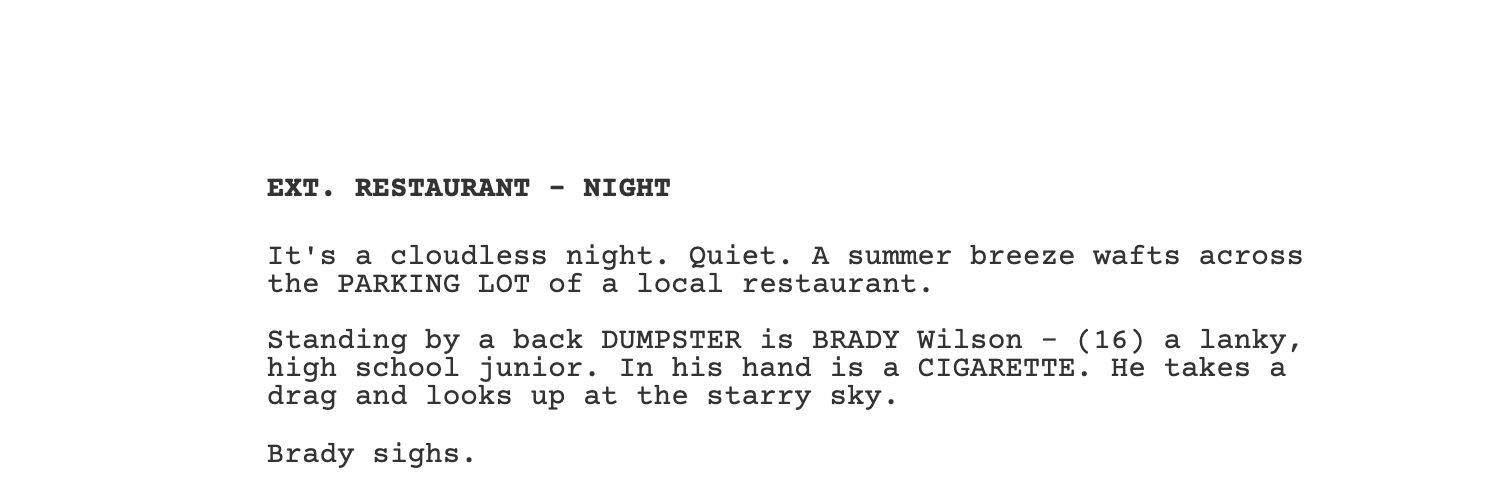 EXT. RESTAURANT - NIGHT
It's a cloudless night. Quiet. A summer breeze wafts across
the PARKING LOT of a local restaurant.
Standing by a back DUMPSTER is BRADY Wilson - (16) a lanky,
high school junior. In his hand is a CIGARETTE. He takes a
drag and looks up at the starry sky.
Brady sighs.